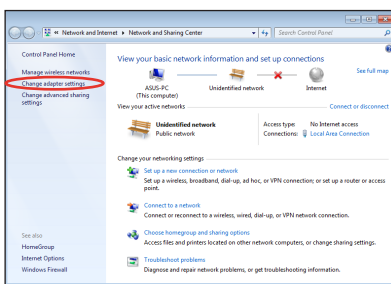 « Network and Internet ▸ Network and Sharing Center
Search Control Panel
Control Panel Home
Manage wireless networks
Change adapter settings
Change advanced sharing
settings
See also
HomeGroup
Internet Options
Windows Firewall
View your basic network information and set up connections
See full map
ASUS-PC
(This computer)
Unidentified network
Internet
View your active networks
Connect or disconnect
Unidentified network
Public network
Access type: No Internet access
Connections: Local Area Connection
Change your networking settings
Set up a new connection or network
Set up a wireless, broadband, dial-up, ad hoc, or VPN connection; or set up a router or access
point.
Connect to a network
Connect or reconnect to a wireless, wired, dial-up, or VPN network connection.
Choose homegroup and sharing options
Access files and printers located on other network computers, or change sharing settings.
Troubleshoot problems
Diagnose and repair network problems, or get troubleshooting information.